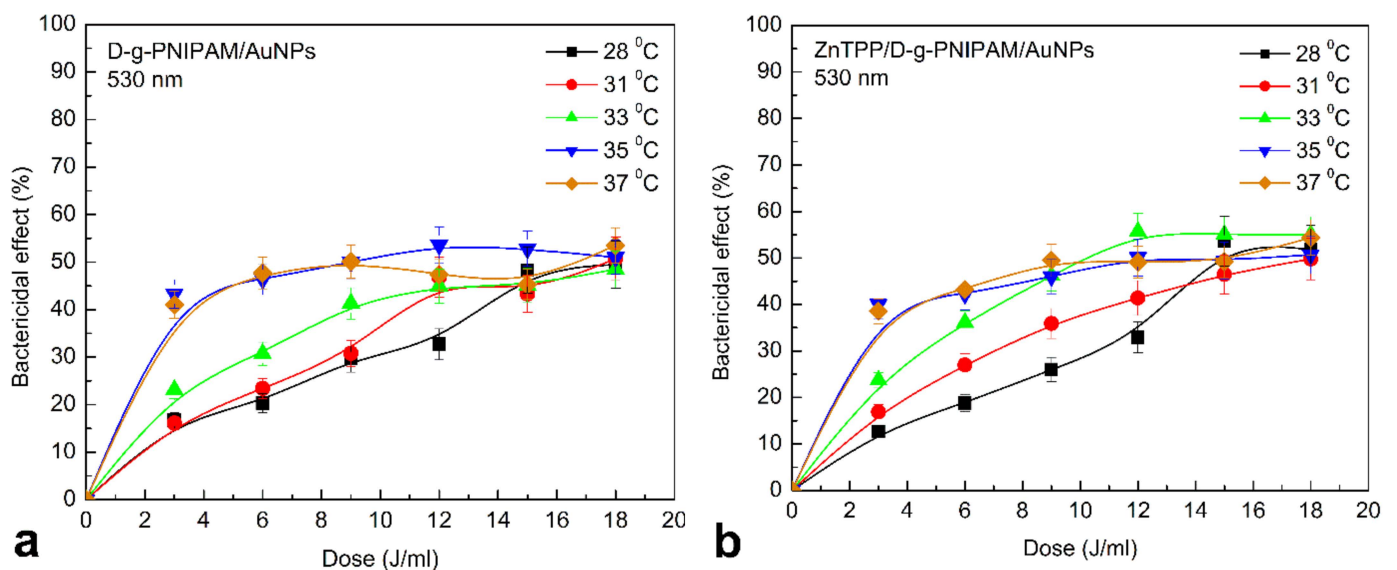 D-g-PNIPAM/AuNPs
530 nm
28 ⁰C
31 ⁰C
33 ⁰C
35 ⁰C
37 ⁰C
Bactericidal effect (%)
100
90
80
70
60
50
40
30
20
10
0
0 2 4 6 8 10 12 14 16 18 20
Dose (J/ml)
a
ZnTPP/D-g-PNIPAM/AuNPs
530 nm
28 ⁰C
31 ⁰C
33 ⁰C
35 ⁰C
37 ⁰C
Bactericidal effect (%)
100
90
80
70
60
50
40
30
20
10
0
0 2 4 6 8 10 12 14 16 18 20
Dose (J/ml)
b